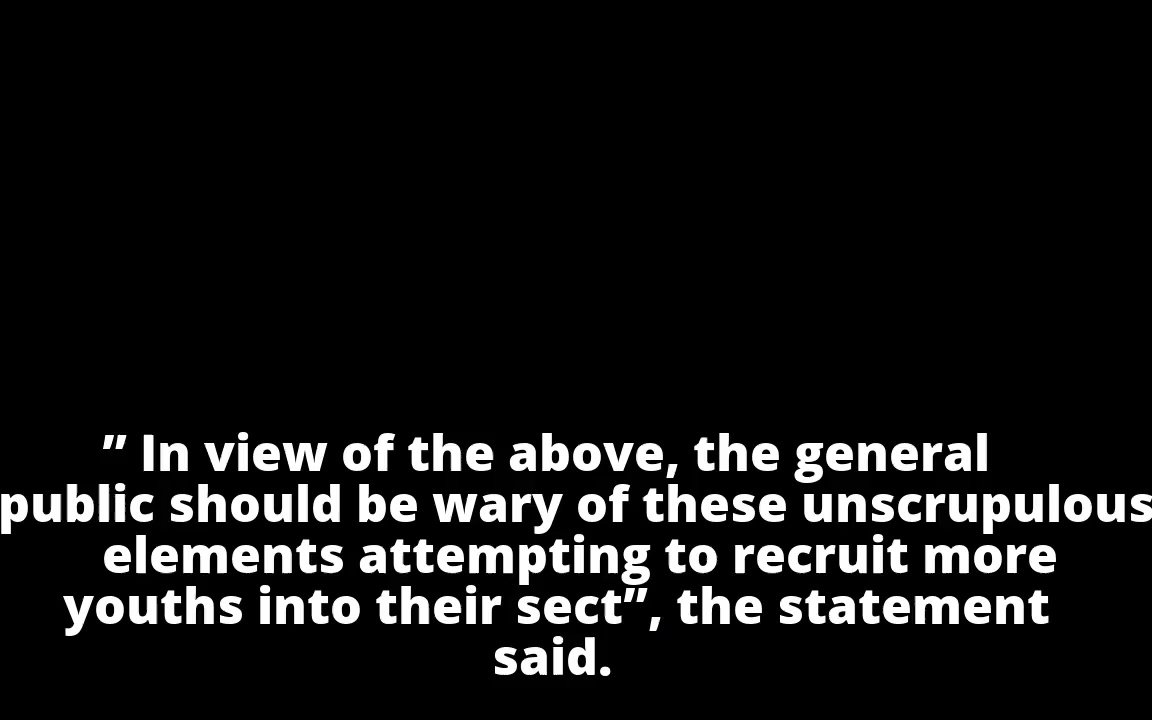 ” In view of the above, the general
public should be wary of these unscrupulous
elements attempting to recruit more
youths into their sect”, the statement
said.